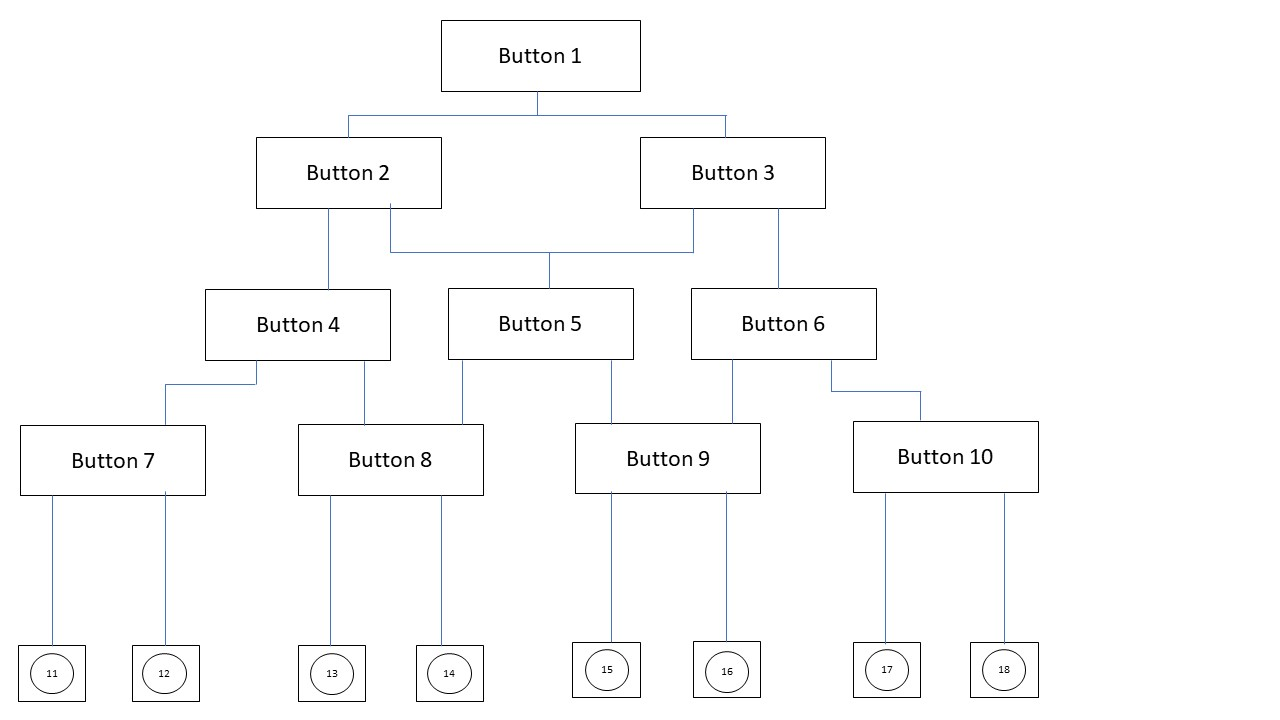 Button 1
Button 2
Button 3
Button 4
Button 5
Button 6
Button 7
Button 8
Button 9
Button 10
11
12
13
14
15
16
17
18